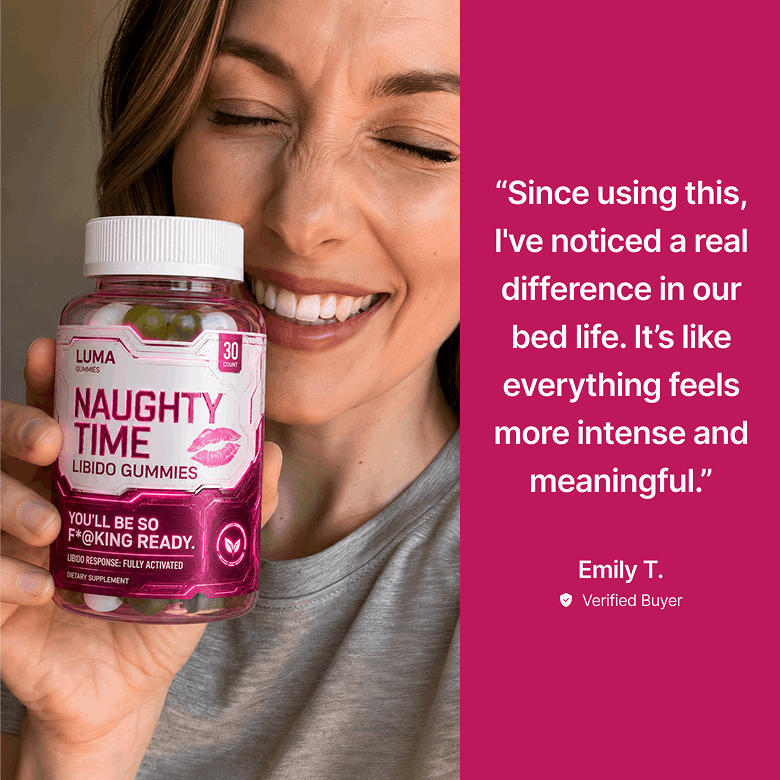 LUMA
GUMMIES
30
COUNT
NAUGHTY
TIME
LIBIDO GUMMIES
YOU'LL BE SO
F*@KING READY.
LIBIDO RESPONSE: FULLY ACTIVATED
DIETARY SUPPLEMENT
“Since using this,
I've noticed a real
difference in our
bed life. It’s like
everything feels
more intense and
meaningful.”
Emily T.
Verified Buyer